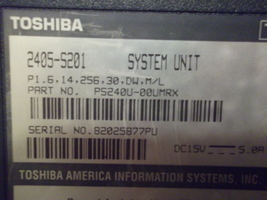 TOSHIBA
2405-S201 SYSTEM UNIT
P1.6,14,256,30,DW,M/L
PART NO. PS240U-00UMRX
SERIAL NO. 82025877PU
DC15V 5.0A
TOSHIBA AMERICA INFORMATION SYSTEMS, INC.